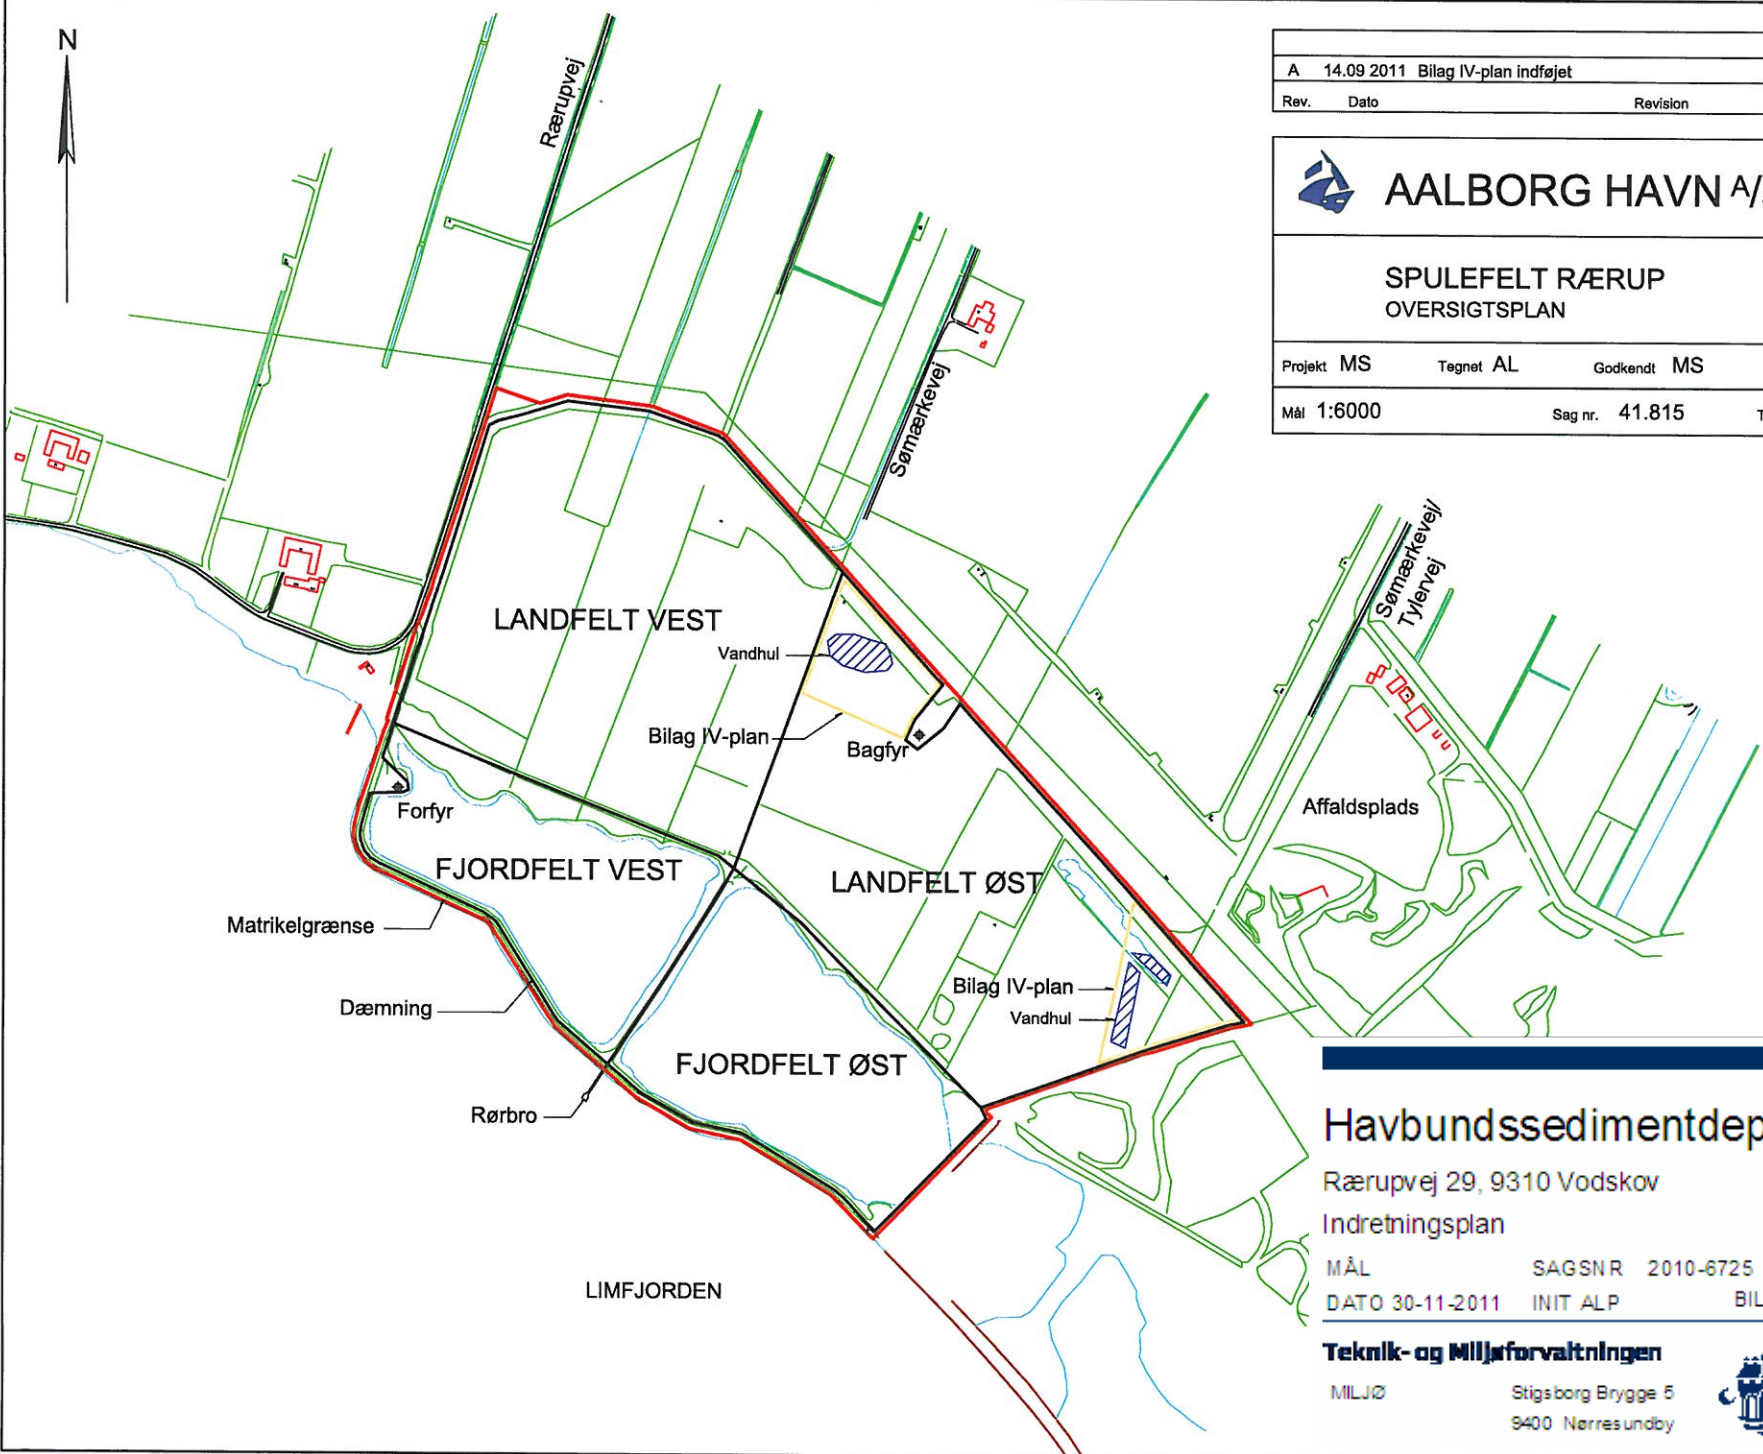 N
Rærupvej
A 14.09 2011 Bilag IV-plan indføjet
Rev. Dato Revision
AALBORG HAVN
SPULEFELT RÆRUP
OVERSIGTSPLAN
Projekt MS Tegnet AL Godkendt MS
Mål 1:6000 Sag nr. 41.815
Sømærkevej
Sømærkevej/
Tylervej
LANDFELT VEST
Vandhul
Bilag IV-plan
Bagfyr
Forfyr
Affaldsplads
FJORDFELT VEST
LANDFELT ØST
Matrikelgrænse
Dæmning
Bilag IV-plan
Vandhul
FJORDFELT ØST
Rørbro
LIMFJORDEN
Havbundssedimentdep
Rærupvej 29, 9310 Vodskov
Indretningsplan
MÅL SAGSNR 2010-6725
DATO 30-11-2011 INIT ALP BIL
Teknik- og Miljøforvaltningen
MILJØ Stigsborg Brygge 5
9400 Nørresundby